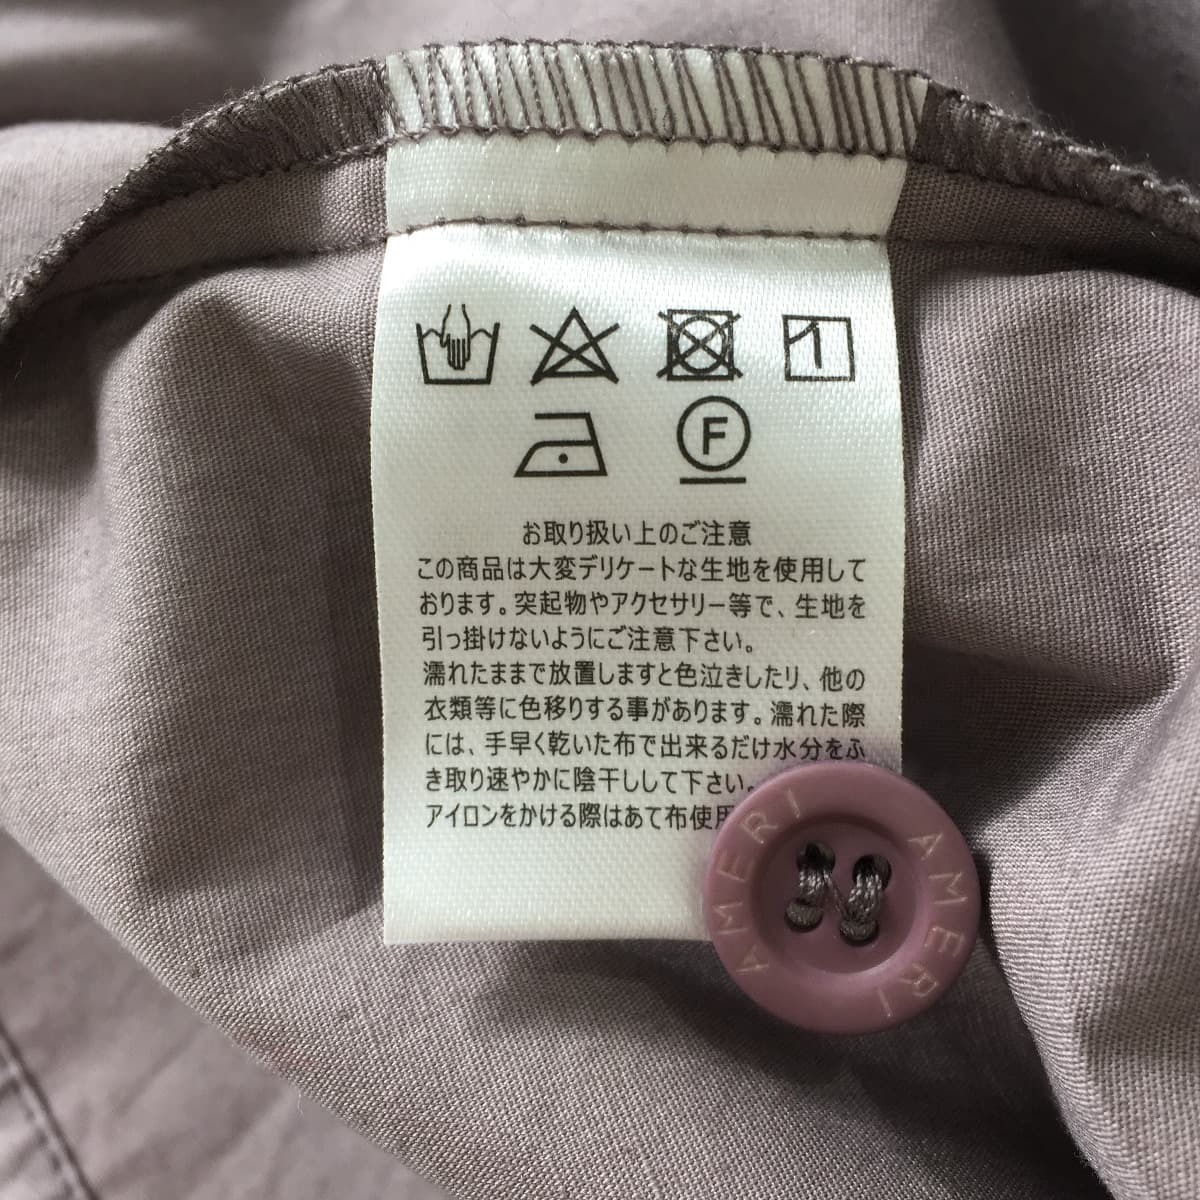 F
お取り扱い上のご注意
この商品は大変デリケートな生地を使用して
おります。突起物やアクセサリー等で、生地を
引っ掛けないようにご注意下さい。
濡れたままで放置しますと色泣きしたり、他の
衣類等に色移りする事があります。濡れた際
には、手早く乾いた布で出来るだけ水分をふ
き取り速やかに陰干しして下さい。
アイロンをかける際はあて布使用
AMERI AMERI